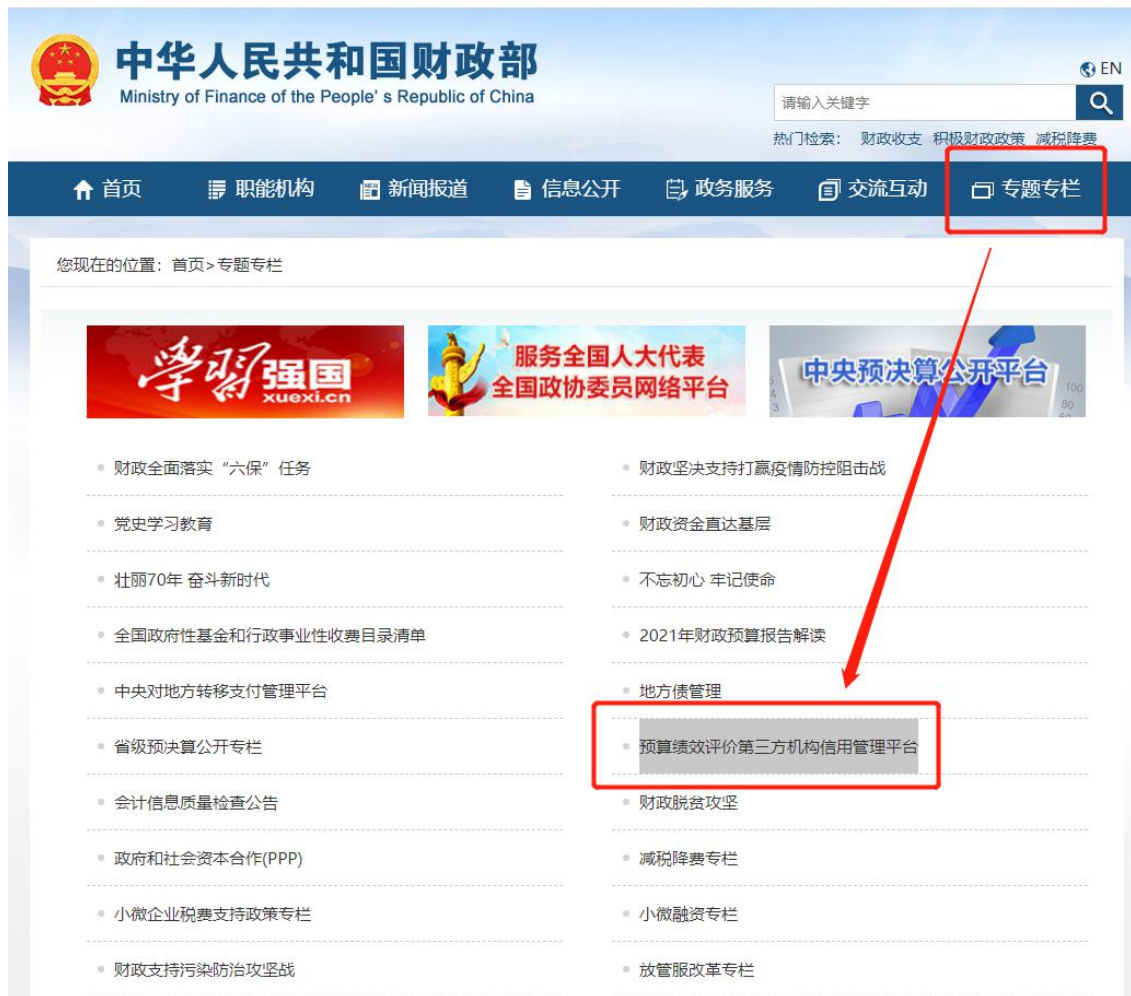 中华人民共和国财政部
Ministry of Finance of the People's Republic of China
EN
请输入关键字
热门检索： 财政收支 积极财政政策 减税降费
首页 职能机构 新闻报道 信息公开 政务服务 交流互动 专题专栏
您现在的位置：首页>专题专栏
学习强国
xuexi.cn
服务全国人大代表
全国政协委员网络平台
中央预决算公开平台
财政全面落实“六保”任务
财政坚决支持打赢疫情防控阻击战
党史学习教育
财政资金直达基层
壮丽70年 奋斗新时代
不忘初心 牢记使命
全国政府性基金和行政事业性收费目录清单
2021年财政预算报告解读
中央对地方转移支付管理平台
地方债管理
省级预决算公开专栏
预算绩效评价第三方机构信用管理平台
会计信息质量检查公告
财政脱贫攻坚
政府和社会资本合作(PPP)
减税降费专栏
小微企业税费支持政策专栏
小微融资专栏
财政支持污染防治攻坚战
放管服改革专栏